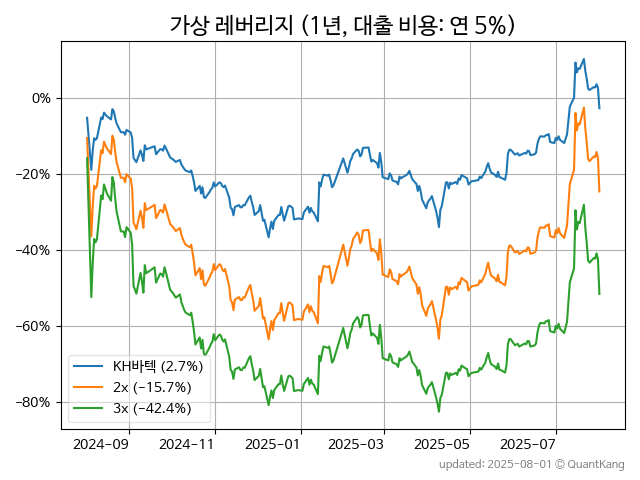 가상 레버리지 (1년, 대출 비용: 연 5%)
0%
−20%
−40%
−60%
−80%
KH바텍 (2.7%)
2x (−15.7%)
3x (−42.4%)
2024-09
2024-11
2025-01
2025-03
2025-05
2025-07
updated: 2025-08-01 © QuantKang